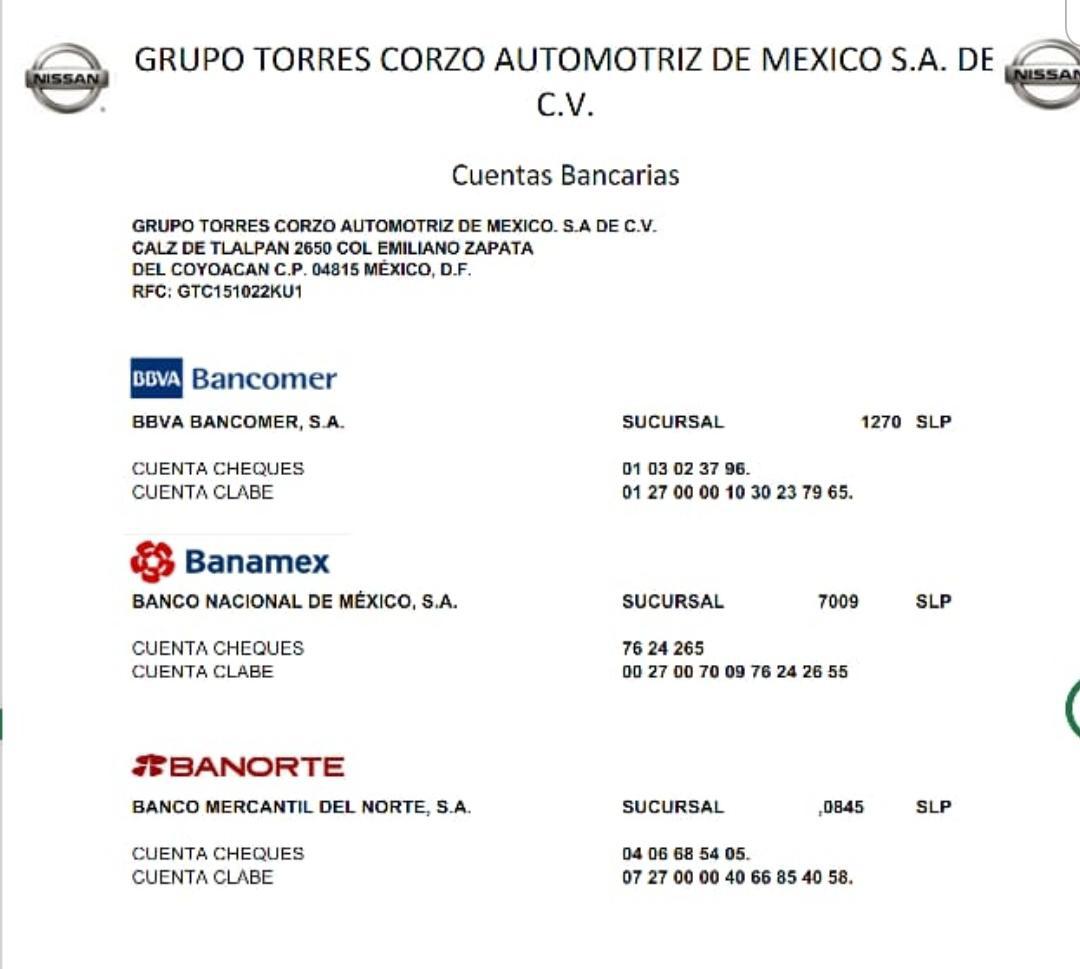 NISSAN
GRUPO TORRES CORZO AUTOMOTRIZ DE MEXICO S.A. DE
C.V.
NISSAN
Cuentas Bancarias
GRUPO TORRES CORZO AUTOMOTRIZ DE MEXICO. S.A DE C.V.
CALZ DE TLALPAN 2650 COL EMILIANO ZAPATA
DEL COYOACAN C.P. 04815 MÉXICO, D.F.
RFC: GTC151022KU1
BBVA Bancomer
BBVA BANCOMER, S.A. SUCURSAL 1270 SLP
CUENTA CHEQUES 01 03 02 37 96.
CUENTA CLABE 01 27 00 00 10 30 23 79 65.
Banamex
BANCO NACIONAL DE MÉXICO, S.A. SUCURSAL 7009 SLP
CUENTA CHEQUES 76 24 265
CUENTA CLABE 00 27 00 70 09 76 24 26 55
BANORTE
BANCO MERCANTIL DEL NORTE, S.A. SUCURSAL ,0845 SLP
CUENTA CHEQUES 04 06 68 54 05.
CUENTA CLABE 07 27 00 00 40 66 85 40 58.